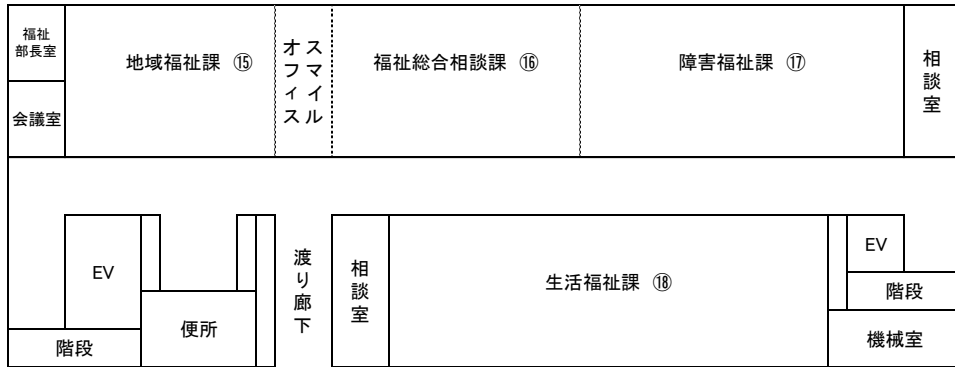 福祉
部長室
会議室
地域福祉課 ⑮
スマイル
オフィス
福祉総合相談課 ⑯
障害福祉課 ⑰
相談室
EV
階段
便所
渡り廊下
相談室
生活福祉課 ⑱
EV
階段
機械室